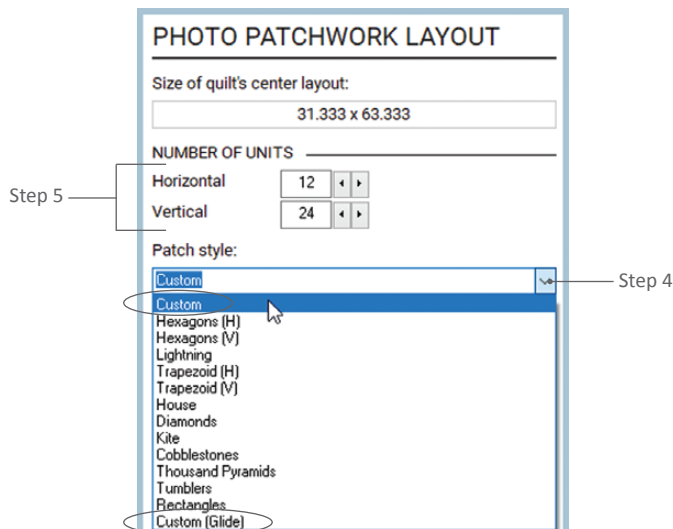 PHOTO PATCHWORK LAYOUT
Size of quilt's center layout:
31.333 x 63.333
NUMBER OF UNITS
Step 5
Horizontal 12
Vertical 24
Patch style:
Custom
Step 4
Custom
Hexagons (H)
Hexagons (V)
Lightning
Trapezoid (H)
Trapezoid (V)
House
Diamonds
Kite
Cobblestones
Thousand Pyramids
Tumblers
Rectangles
Custom (Glide)